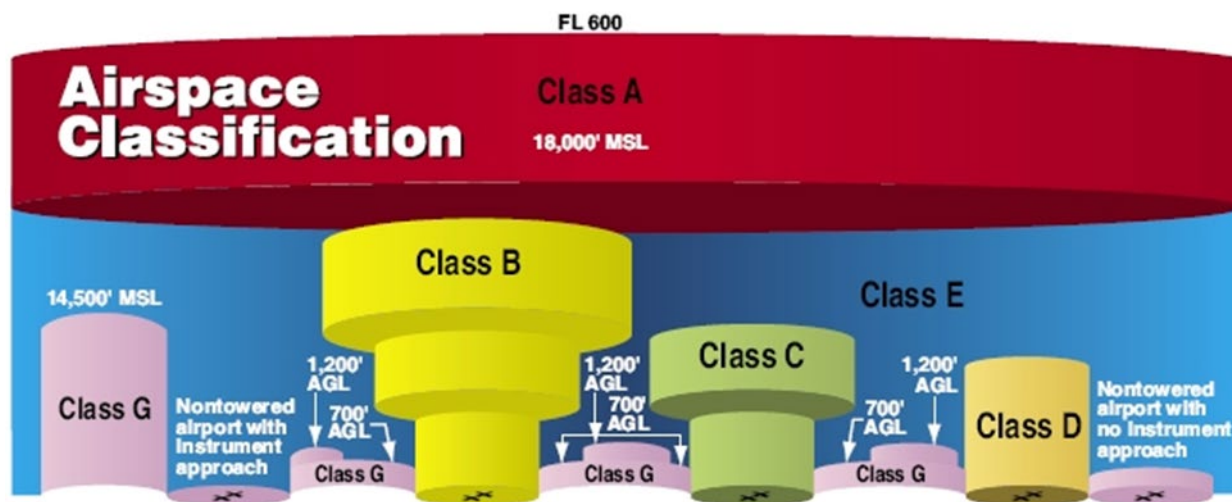 FL 600
Airspace
Classification
Class A
18,000' MSL
Class B
Class E
14,500' MSL
Class G
Nontowered
airport with
Instrument
approach
1,200'
AGL
700'
AGL
Class G
1,200'
AGL
700'
AGL
Class G
Class C
700'
AGL
1,200'
AGL
Class G
Class D
Nontowered
airport with
no Instrument
approach